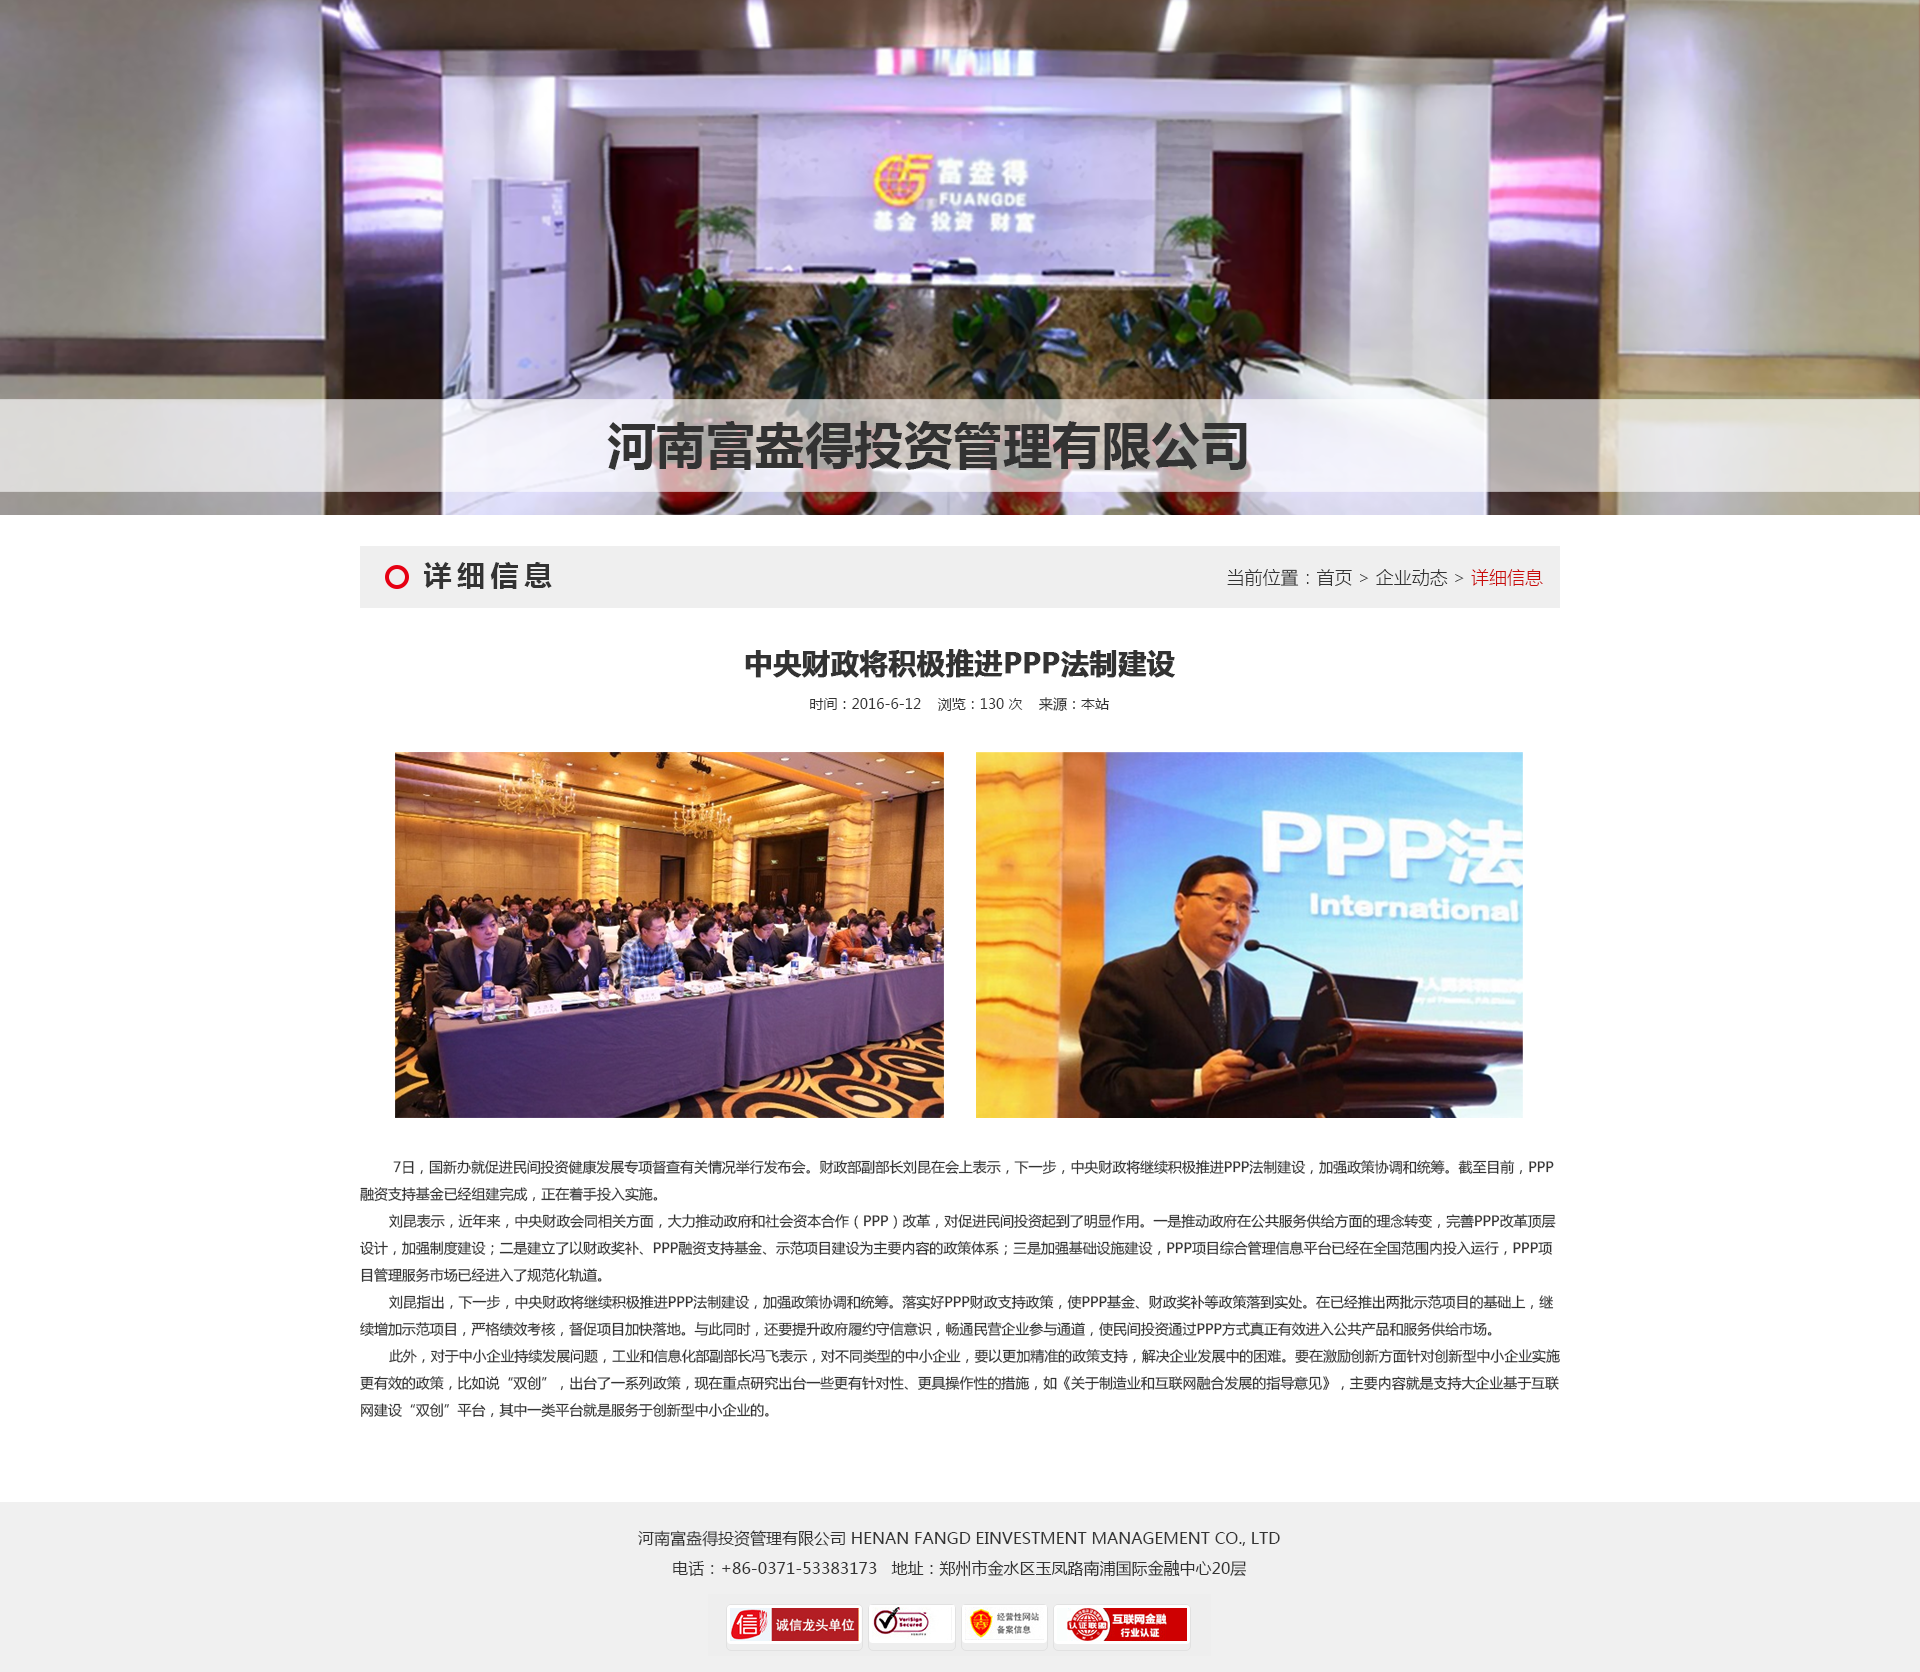 富盎得
FUANGDE
基金 投资 财富
河南富盎得投资管理有限公司
详细信息
当前位置：首页 > 企业动态 > 详细信息
中央财政将积极推进PPP法制建设
时间：2016-6-12 浏览：130 次 来源：本站
PPP法
International
7日，国新办就促进民间投资健康发展专项督查有关情况举行发布会。财政部副部长刘昆在会上表示，下一步，中央财政将继续积极推进PPP法制建设，加强政策协调和统筹。截至目前，PPP
融资支持基金已经组建完成，正在着手投入实施。
刘昆表示，近年来，中央财政会同相关方面，大力推动政府和社会资本合作（PPP）改革，对促进民间投资起到了明显作用。一是推动政府在公共服务供给方面的理念转变，完善PPP改革顶层
设计，加强制度建设；二是建立了以财政奖补、PPP融资支持基金、示范项目建设为主要内容的政策体系；三是加强基础设施建设，PPP项目综合管理信息平台已经在全国范围内投入运行，PPP项
目管理服务市场已经进入了规范化轨道。
刘昆指出，下一步，中央财政将继续积极推进PPP法制建设，加强政策协调和统筹。落实好PPP财政支持政策，使PPP基金、财政奖补等政策落到实处。在已经推出两批示范项目的基础上，继
续增加示范项目，严格绩效考核，督促项目加快落地。与此同时，还要提升政府履约守信意识，畅通民营企业参与通道，使民间投资通过PPP方式真正有效进入公共产品和服务供给市场。
此外，对于中小企业持续发展问题，工业和信息化部副部长冯飞表示，对不同类型的中小企业，要以更加精准的政策支持，解决企业发展中的困难。要在激励创新方面针对创新型中小企业实施
更有效的政策，比如说“双创”，出台了一系列政策，现在重点研究出台一些更有针对性、更具操作性的措施，如《关于制造业和互联网融合发展的指导意见》，主要内容就是支持大企业基于互联
网建设“双创”平台，其中一类平台就是服务于创新型中小企业的。
河南富盎得投资管理有限公司 HENAN FANGD EINVESTMENT MANAGEMENT CO., LTD
电话：+86-0371-53383173 地址：郑州市金水区玉凤路南浦国际金融中心20层
信 诚信龙头单位
VeriSign
Secured
经营性网站
备案信息
认证联盟
互联网金融
行业认证